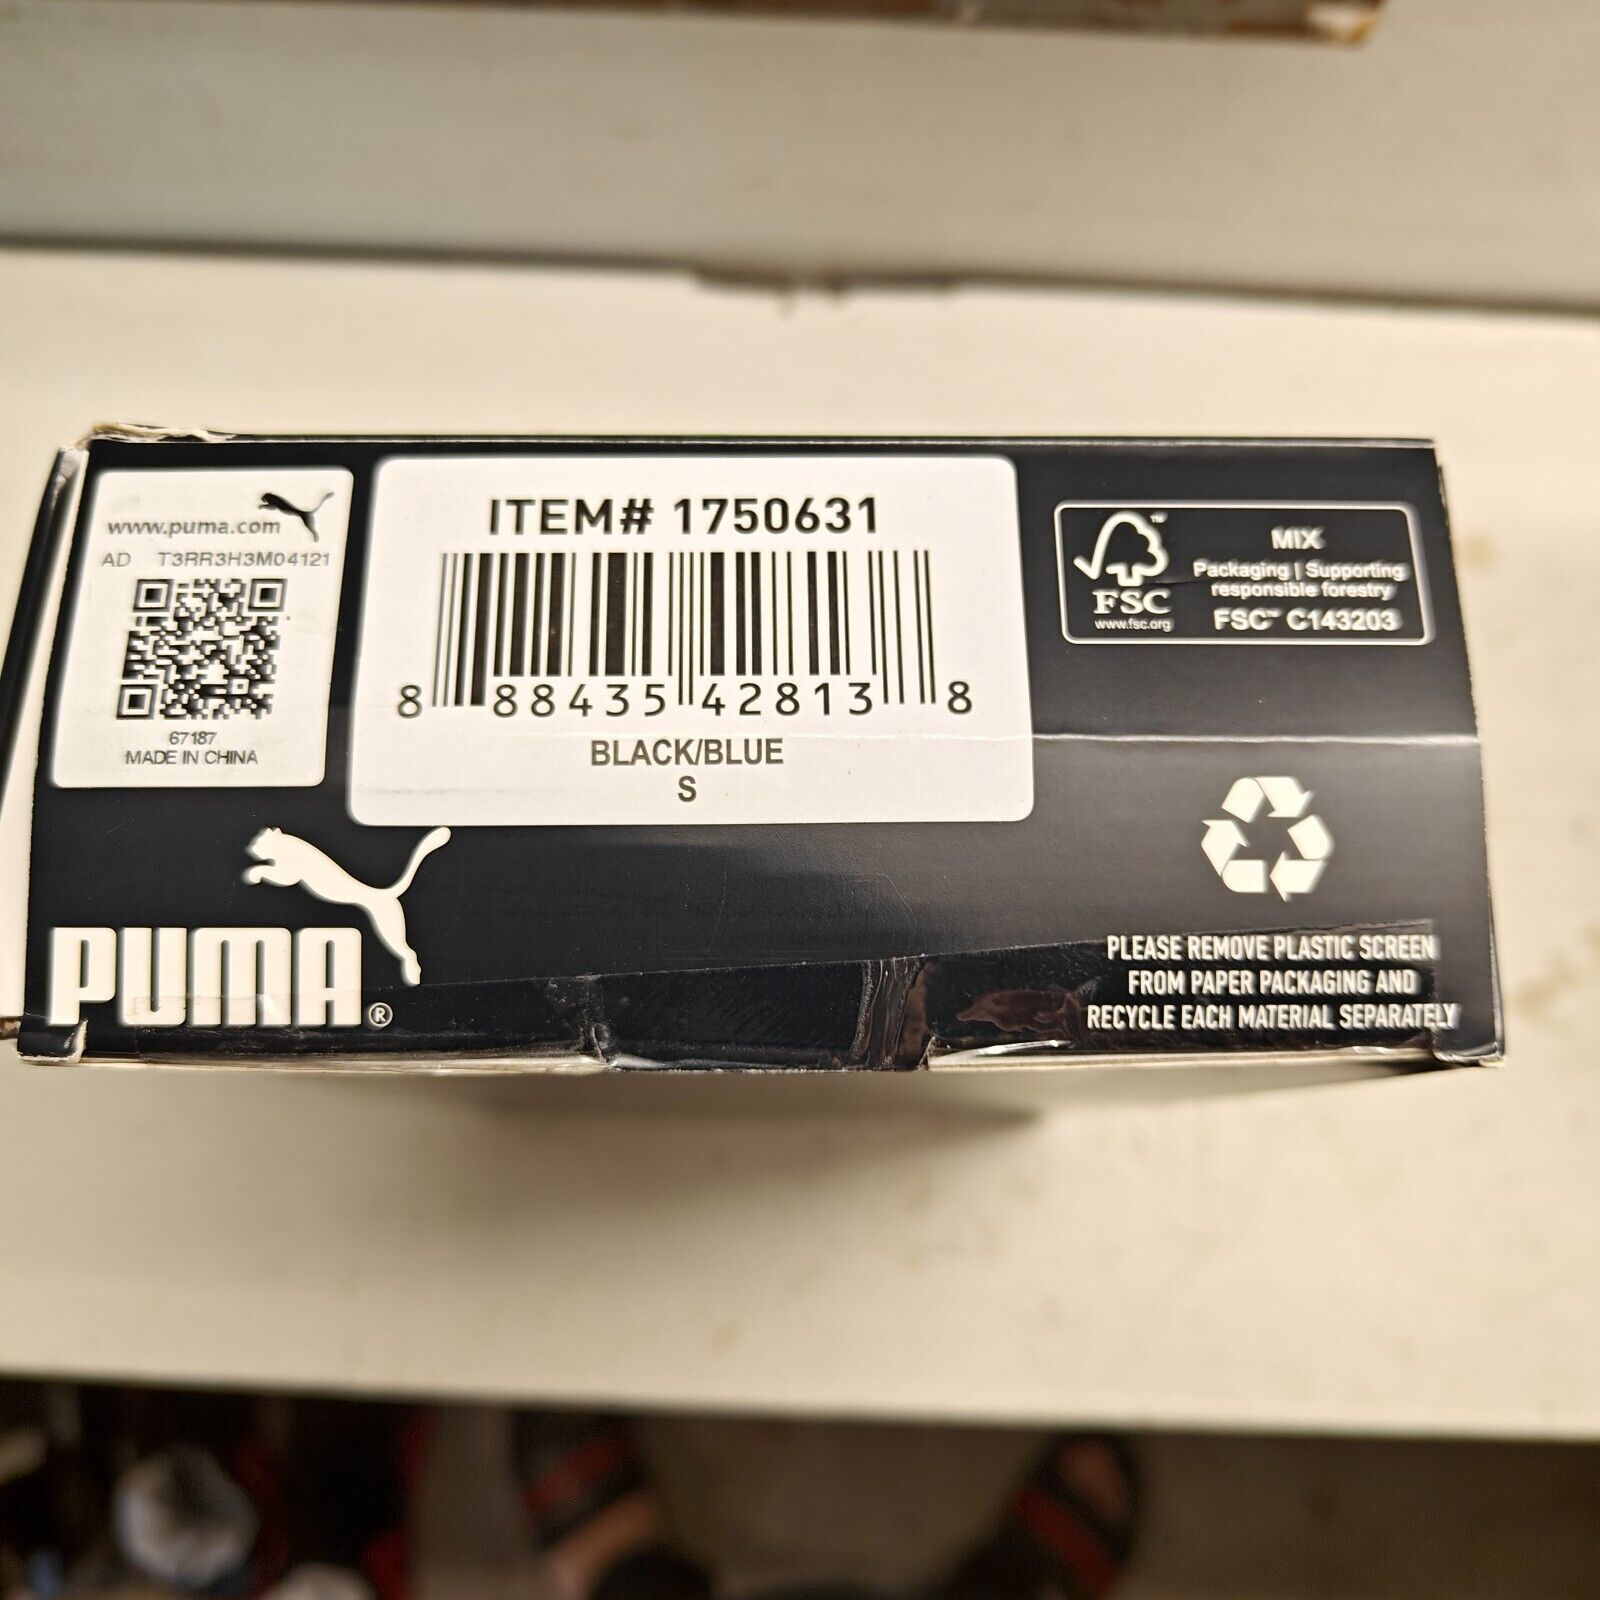 www.puma.com
AD T3RR3H3M04121
67187
MADE IN CHINA
ITEM# 1750631
8 88435 42813 8
BLACK/BLUE
S
FSC™
www.fsc.org
MIX
Packaging | Supporting
responsible forestry
FSC™ C143203
PUMA®
PLEASE REMOVE PLASTIC SCREEN
FROM PAPER PACKAGING AND
RECYCLE EACH MATERIAL SEPARATELY